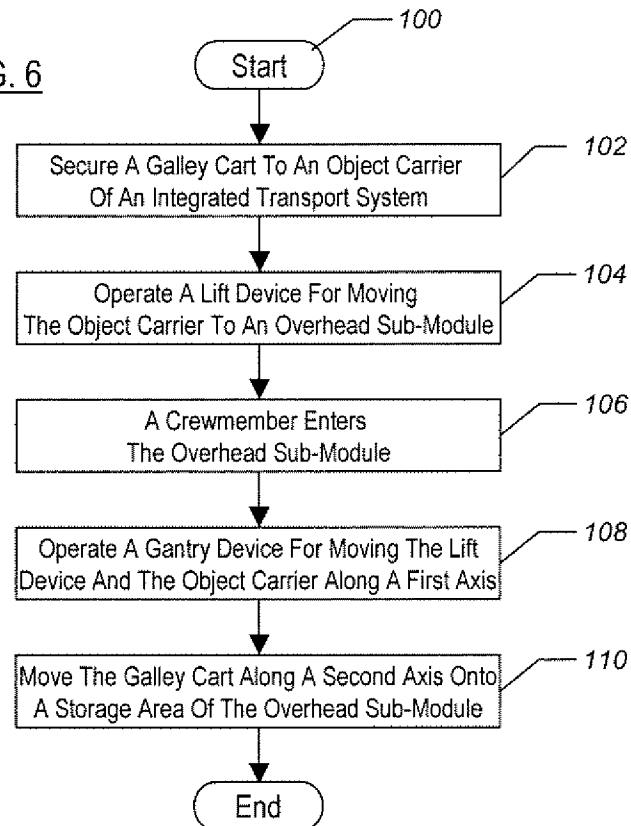 100
Start
G. 6
102
Secure A Galley Cart To An Object Carrier
Of An Integrated Transport System
104
Operate A Lift Device For Moving
The Object Carrier To An Overhead Sub-Module
106
A Crewmember Enters
The Overhead Sub-Module
108
Operate A Gantry Device For Moving The Lift
Device And The Object Carrier Along A First Axis
110
Move The Galley Cart Along A Second Axis Onto
A Storage Area Of The Overhead Sub-Module
End